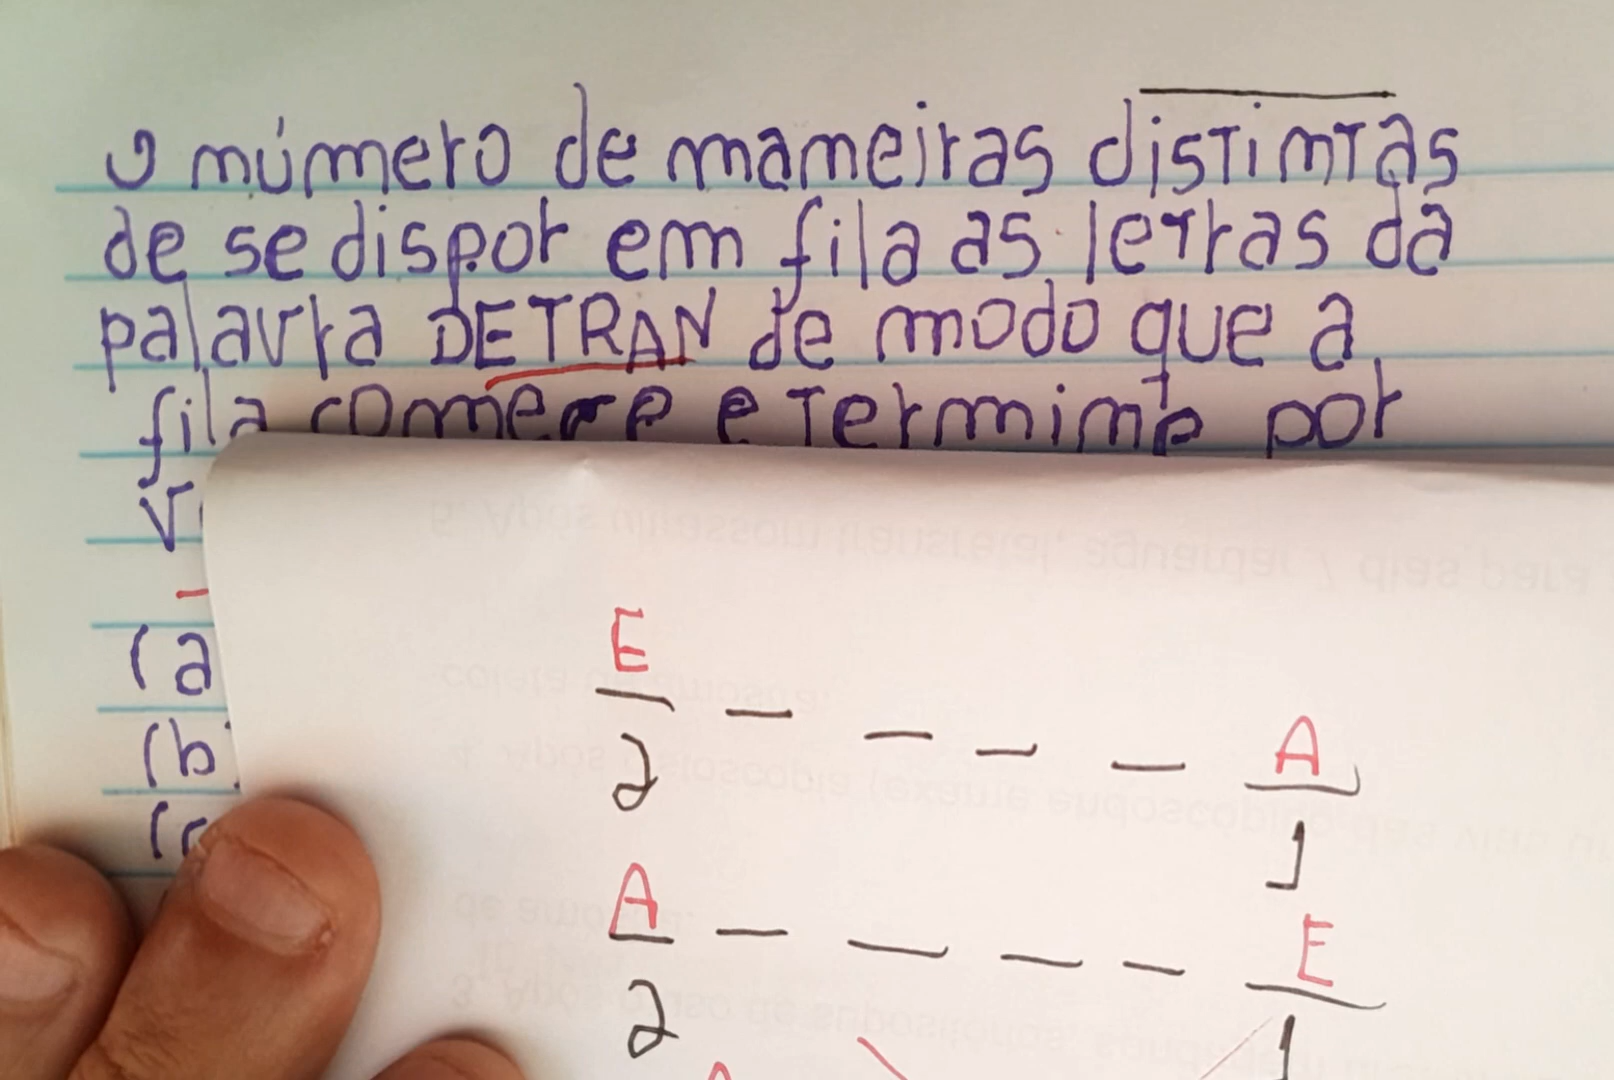 O número de maneiras distintas
de se dispor em fila as letras da
palavra DETRAN de modo que a
fila comece e termine por
(a
(b)
E
2
A
1
A
2
E
1